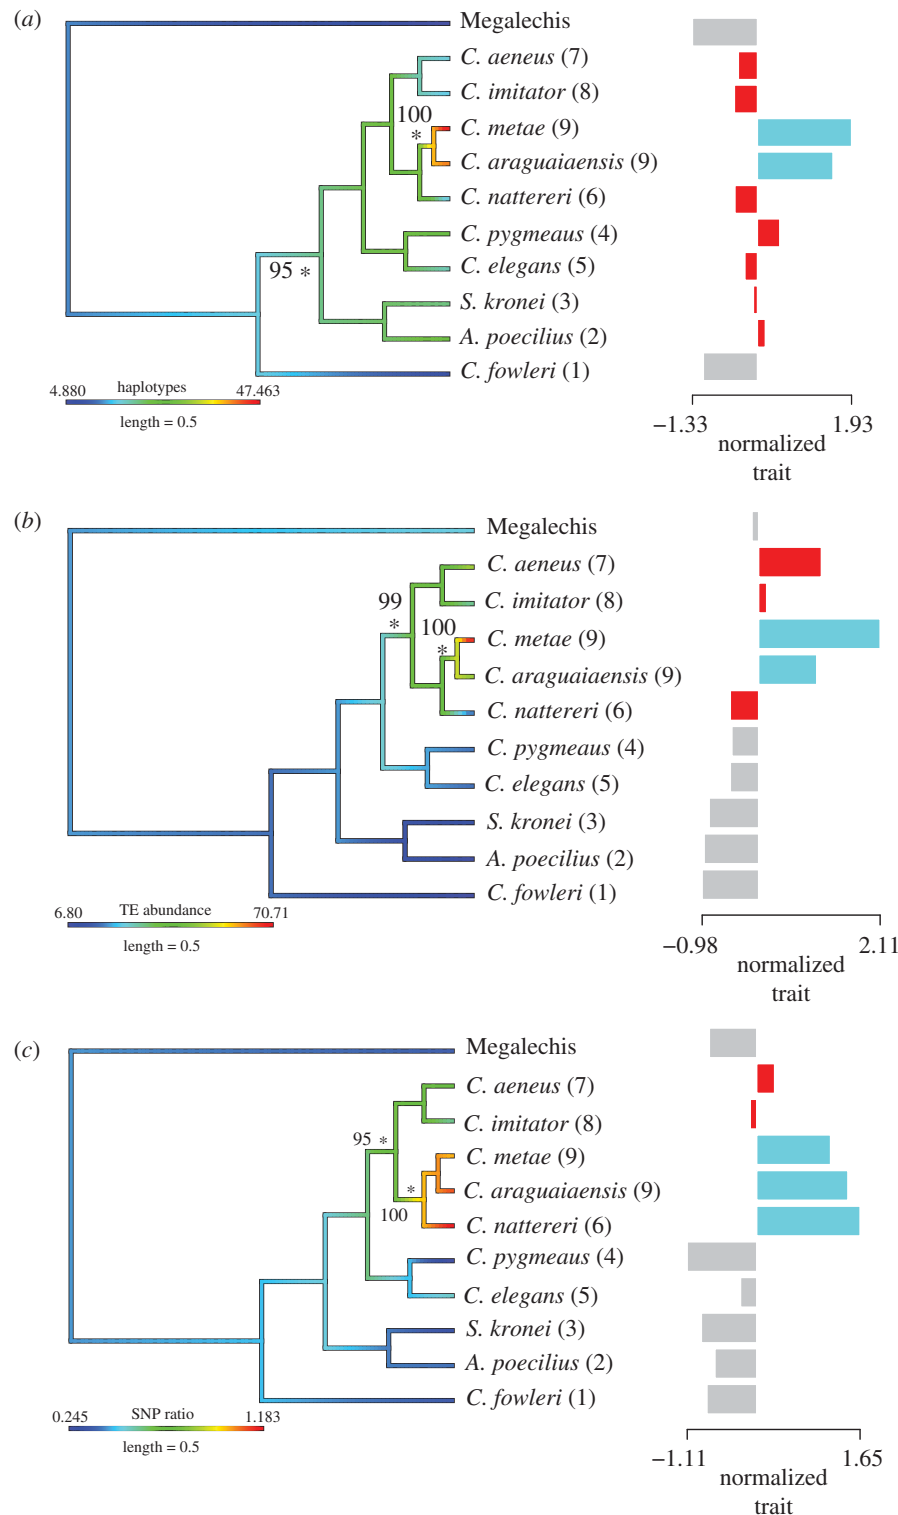 (a)
Megalechis
C. aeneus (7)
C. imitator (8)
100
*
C. metae (9)
C. araguaiaensis (9)
C. nattereri (6)
C. pygmeaus (4)
95 *
C. elegans (5)
S. kronei (3)
A. poecilius (2)
C. fowleri (1)
4.880 haplotypes 47.463
length = 0.5
−1.33 1.93
normalized
trait
(b)
Megalechis
C. aeneus (7)
99
*
C. imitator (8)
100
*
C. metae (9)
C. araguaiaensis (9)
C. nattereri (6)
C. pygmeaus (4)
C. elegans (5)
S. kronei (3)
A. poecilius (2)
C. fowleri (1)
6.80 TE abundance 70.71
length = 0.5
−0.98 2.11
normalized
trait
(c)
Megalechis
C. aeneus (7)
C. imitator (8)
95 *
C. metae (9)
*
C. araguaiaensis (9)
100
C. nattereri (6)
C. pygmeaus (4)
C. elegans (5)
S. kronei (3)
A. poecilius (2)
C. fowleri (1)
0.245 SNP ratio 1.183
length = 0.5
−1.11 1.65
normalized
trait